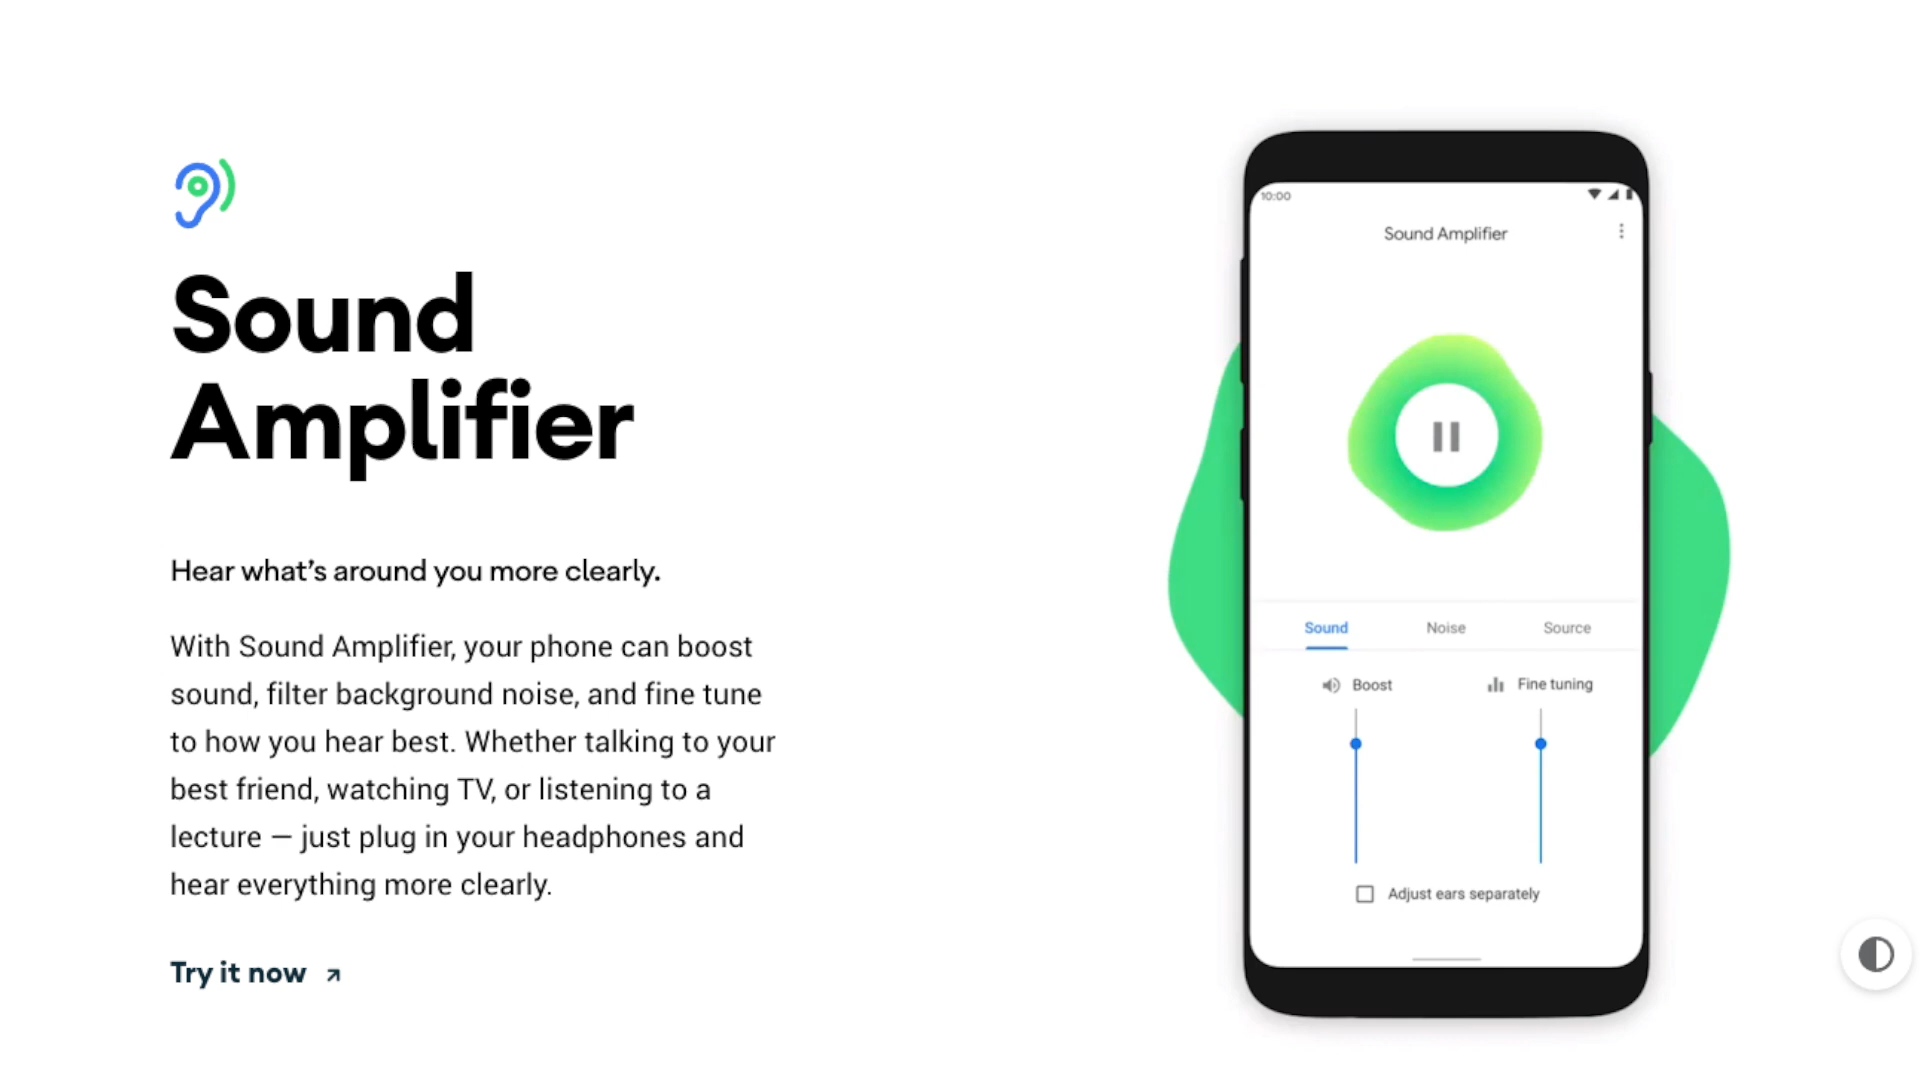 Sound
Amplifier
Hear what’s around you more clearly.
With Sound Amplifier, your phone can boost
sound, filter background noise, and fine tune
to how you hear best. Whether talking to your
best friend, watching TV, or listening to a
lecture — just plug in your headphones and
hear everything more clearly.
Try it now
10:00
Sound Amplifier
Sound Noise Source
Boost Fine tuning
Adjust ears separately